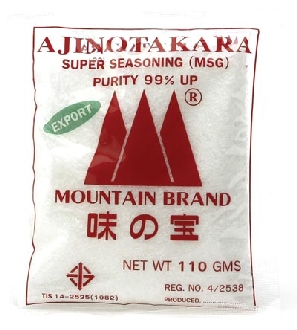 AJINOTAKARA
SUPER SEASONING (MSG)
PURITY 99% UP
EXPORT
®
MOUNTAIN BRAND
味の宝
NET WT 110 GMS
REG. NO. 4/2538
TIS 14-2525(1082)
PRODUCED